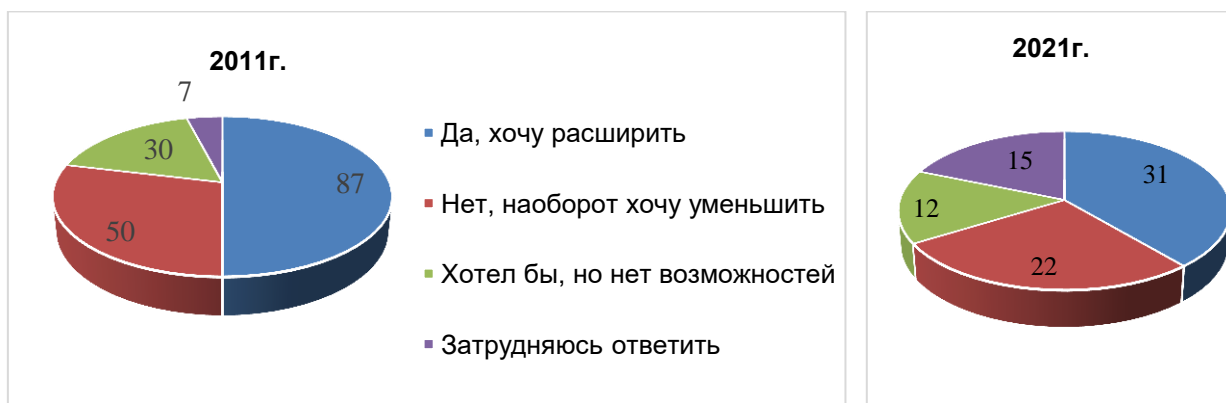 2011г.
7
30
87
50
Да, хочу расширить
Нет, наоборот хочу уменьшить
Хотел бы, но нет возможностей
Затрудняюсь ответить
2021г.
15
31
12
22